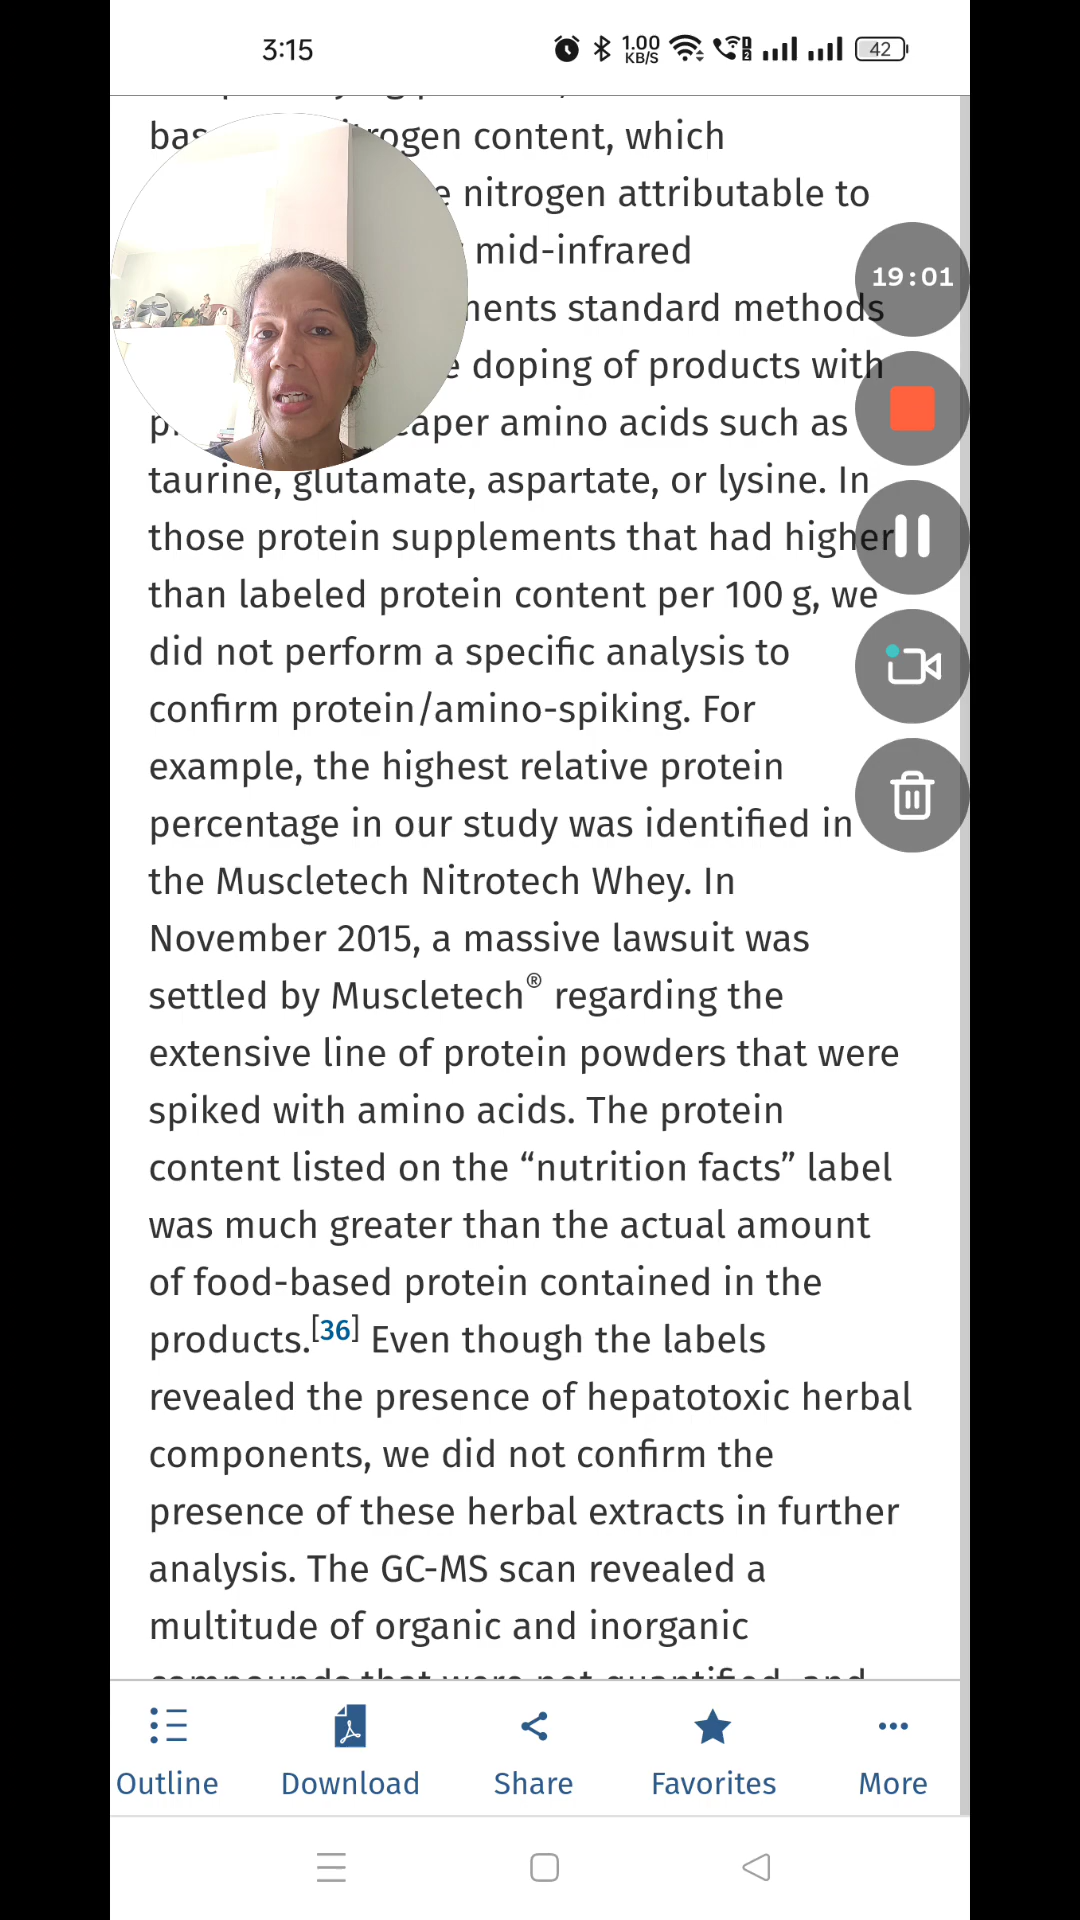 3:15
1.00
KB/S
42
bas rogen content, which
nitrogen attributable to
mid-infrared
standard methods
19:01
doping of products with
amino acids such as
taurine, glutamate, aspartate, or lysine. In
those protein supplements that had higher
than labeled protein content per 100 g, we
did not perform a specific analysis to
confirm protein/amino-spiking. For
example, the highest relative protein
percentage in our study was identified in
the Muscletech Nitrotech Whey. In
November 2015, a massive lawsuit was
settled by Muscletech® regarding the
extensive line of protein powders that were
spiked with amino acids. The protein
content listed on the “nutrition facts” label
was much greater than the actual amount
of food-based protein contained in the
products.[36] Even though the labels
revealed the presence of hepatotoxic herbal
components, we did not confirm the
presence of these herbal extracts in further
analysis. The GC-MS scan revealed a
multitude of organic and inorganic
compounds that were not quantified, and
Outline Download Share Favorites More